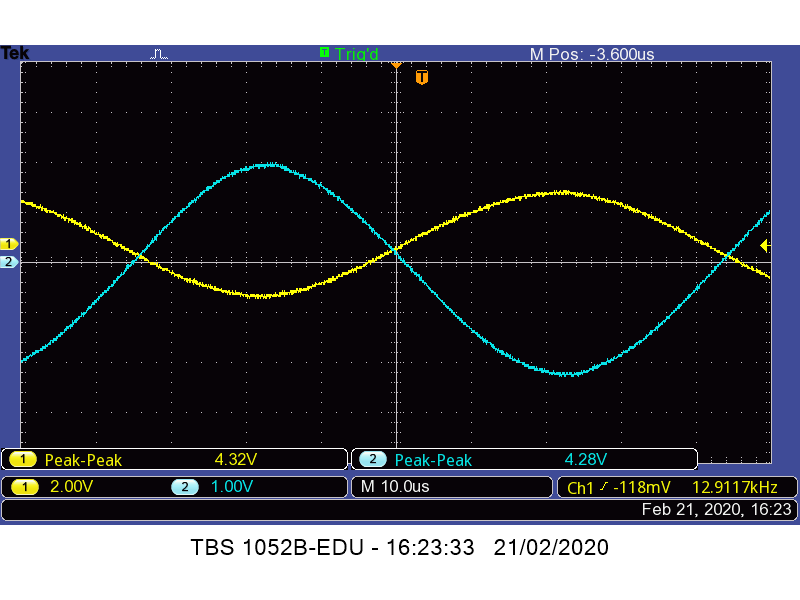 Tek T Trig'd M Pos: -3.600us
T
1
2
1 Peak-Peak 4.32V 2 Peak-Peak 4.28V
1 2.00V 2 1.00V M 10.0us Ch1 -118mV 12.9117kHz
Feb 21, 2020, 16:23
TBS 1052B-EDU - 16:23:33 21/02/2020